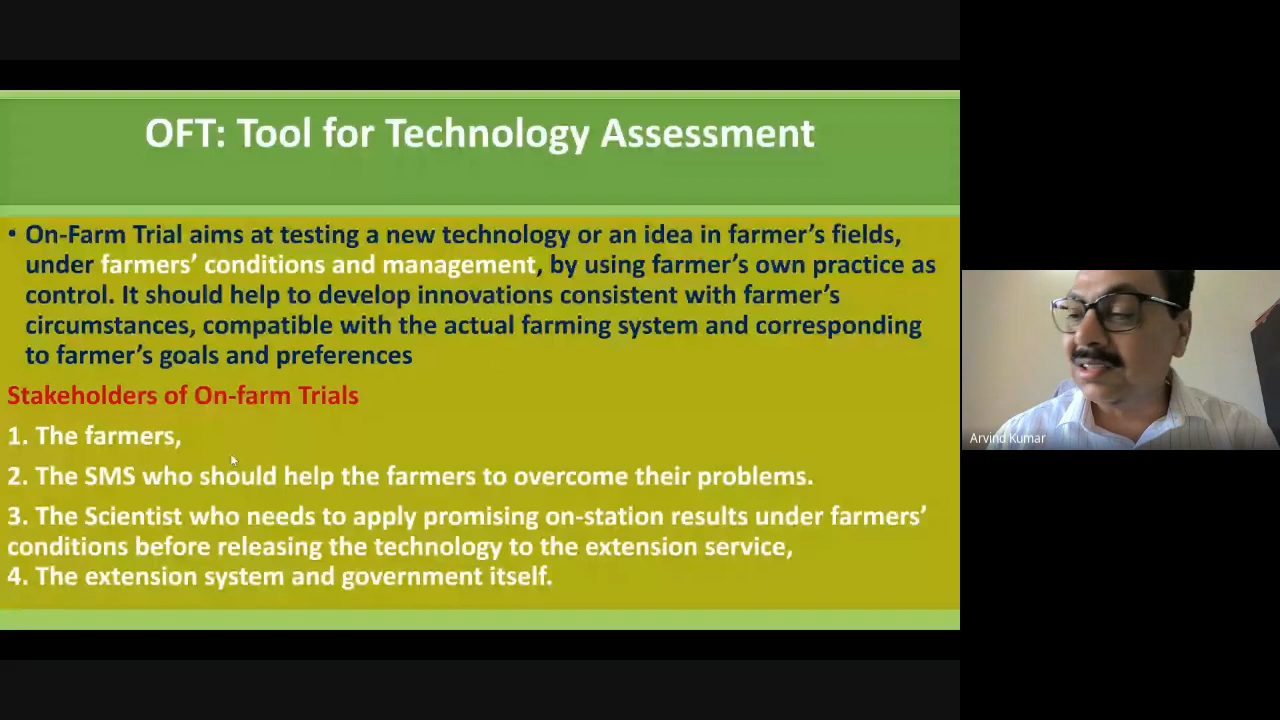 OFT: Tool for Technology Assessment
• On-Farm Trial aims at testing a new technology or an idea in farmer’s fields,
under farmers’ conditions and management, by using farmer’s own practice as
control. It should help to develop innovations consistent with farmer’s
circumstances, compatible with the actual farming system and corresponding
to farmer’s goals and preferences
Stakeholders of On-farm Trials
1. The farmers,
2. The SMS who should help the farmers to overcome their problems.
3. The Scientist who needs to apply promising on-station results under farmers’
conditions before releasing the technology to the extension service,
4. The extension system and government itself.
Arvind Kumar